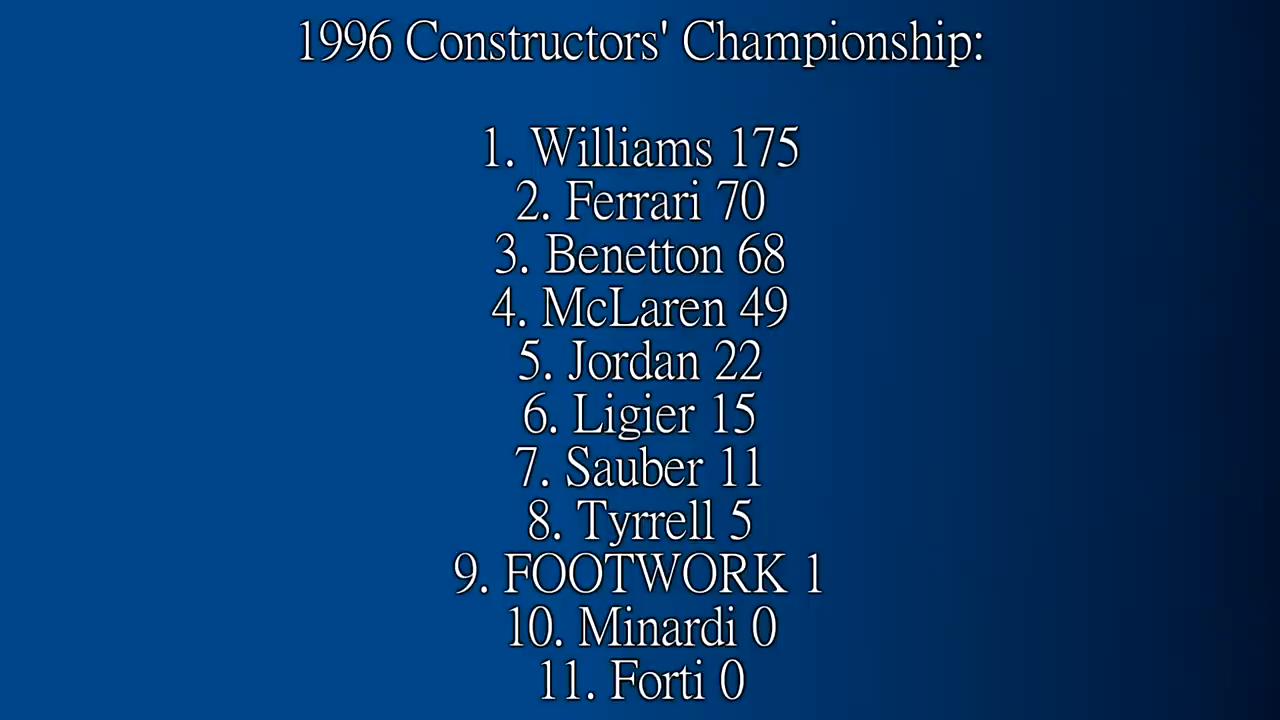 1996 Constructors' Championship:
1. Williams 175
2. Ferrari 70
3. Benetton 68
4. McLaren 49
5. Jordan 22
6. Ligier 15
7. Sauber 11
8. Tyrrell 5
9. FOOTWORK 1
10. Minardi 0
11. Forti 0